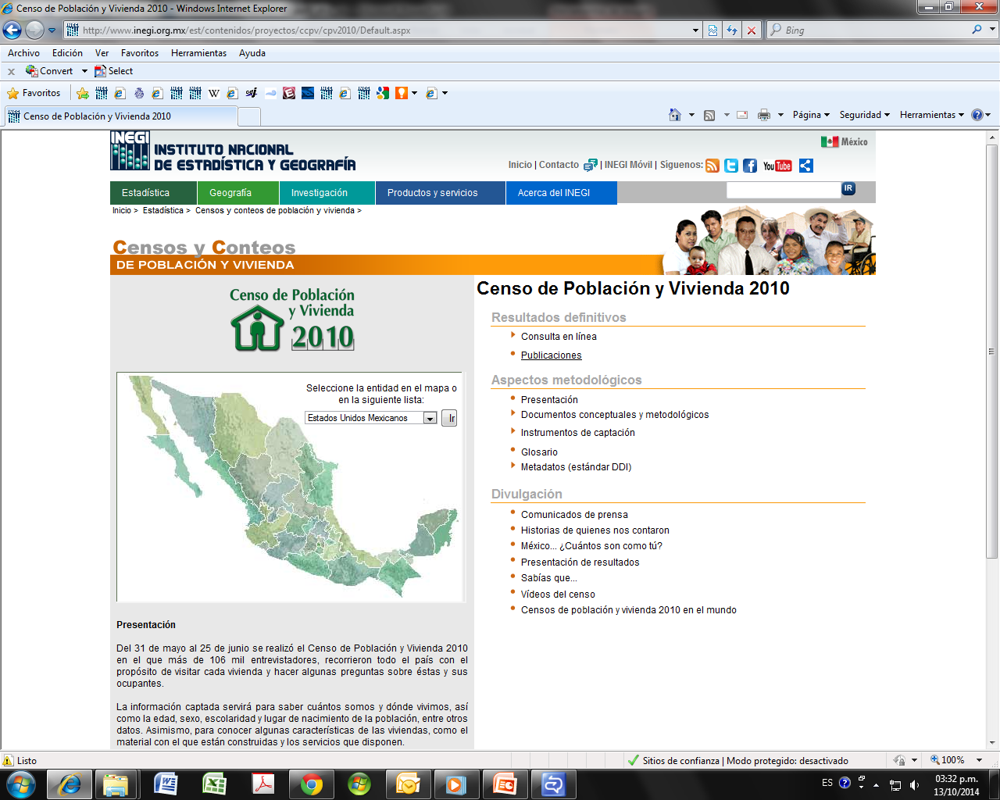 Censo de Población y Vivienda 2010 - Windows Internet Explorer
http://www.inegi.org.mx/est/contenidos/proyectos/ccpv/cpv2010/Default.aspx
Bing
Archivo Edición Ver Favoritos Herramientas Ayuda
x Convert Select
Favoritos
Censo de Población y Vivienda 2010
Página Seguridad Herramientas
INEGI INSTITUTO NACIONAL
DE ESTADÍSTICA Y GEOGRAFÍA
México
Inicio | Contacto | INEGI Móvil | Síguenos: YouTube
Estadística Geografía Investigación Productos y servicios Acerca del INEGI IR
Inicio > Estadística > Censos y conteos de población y vivienda >
Censos y Conteos
DE POBLACIÓN Y VIVIENDA
Censo de Población
y Vivienda
2010
Seleccione la entidad en el mapa o
en la siguiente lista:
Estados Unidos Mexicanos Ir
Presentación
Del 31 de mayo al 25 de junio se realizó el Censo de Población y Vivienda 2010
en el que más de 106 mil entrevistadores, recorrieron todo el país con el
propósito de visitar cada vivienda y hacer algunas preguntas sobre éstas y sus
ocupantes.
La información captada servirá para saber cuántos somos y dónde vivimos, así
como la edad, sexo, escolaridad y lugar de nacimiento de la población, entre otros
datos. Asimismo, para conocer algunas características de las viviendas, como el
material con el que están construidas y los servicios que disponen.
Censo de Población y Vivienda 2010
Resultados definitivos
Consulta en línea
Publicaciones
Aspectos metodológicos
Presentación
Documentos conceptuales y metodológicos
Instrumentos de captación
Glosario
Metadatos (estándar DDI)
Divulgación
Comunicados de prensa
Historias de quienes nos contaron
México... ¿Cuántos son como tú?
Presentación de resultados
Sabías que...
Vídeos del censo
Censos de población y vivienda 2010 en el mundo
Listo
Sitios de confianza | Modo protegido: desactivado
100%
ES
03:32 p.m.
13/10/2014